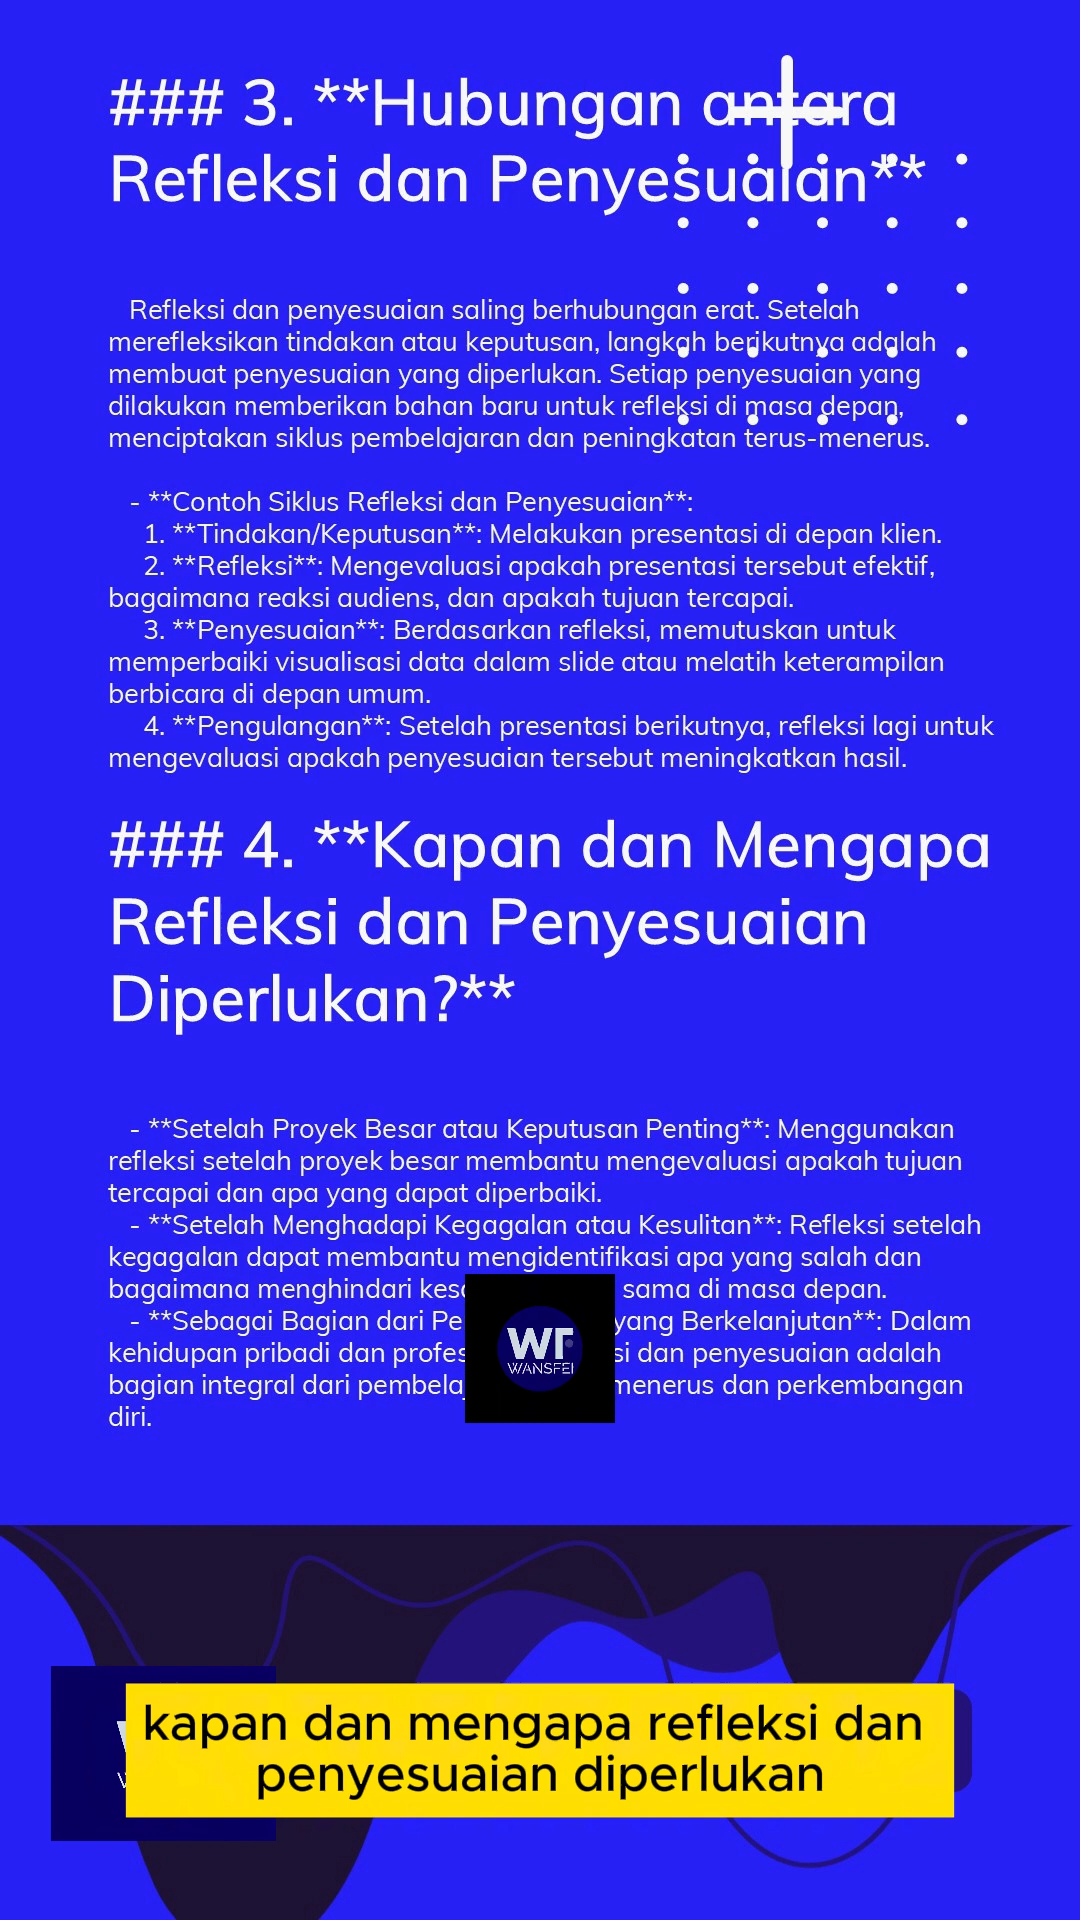 ### 3. **Hubungan antara
Refleksi dan Penyesuaian**
Refleksi dan penyesuaian saling berhubungan erat. Setelah
merefleksikan tindakan atau keputusan, langkah berikutnya adalah
membuat penyesuaian yang diperlukan. Setiap penyesuaian yang
dilakukan memberikan bahan baru untuk refleksi di masa depan,
menciptakan siklus pembelajaran dan peningkatan terus-menerus.
- **Contoh Siklus Refleksi dan Penyesuaian**:
1. **Tindakan/Keputusan**: Melakukan presentasi di depan klien.
2. **Refleksi**: Mengevaluasi apakah presentasi tersebut efektif,
bagaimana reaksi audiens, dan apakah tujuan tercapai.
3. **Penyesuaian**: Berdasarkan refleksi, memutuskan untuk
memperbaiki visualisasi data dalam slide atau melatih keterampilan
berbicara di depan umum.
4. **Pengulangan**: Setelah presentasi berikutnya, refleksi lagi untuk
mengevaluasi apakah penyesuaian tersebut meningkatkan hasil.
### 4. **Kapan dan Mengapa
Refleksi dan Penyesuaian
Diperlukan?**
- **Setelah Proyek Besar atau Keputusan Penting**: Menggunakan
refleksi setelah proyek besar membantu mengevaluasi apakah tujuan
tercapai dan apa yang dapat diperbaiki.
- **Setelah Menghadapi Kegagalan atau Kesulitan**: Refleksi setelah
kegagalan dapat membantu mengidentifikasi apa yang salah dan
bagaimana menghindari sama di masa depan.
- **Sebagai Bagian dari yang Berkelanjutan**: Dalam
kehidupan pribadi dan dan penyesuaian adalah
bagian integral dari dan perkembangan
diri.
WF
WANSFEI
kapan dan mengapa refleksi dan
penyesuaian diperlukan